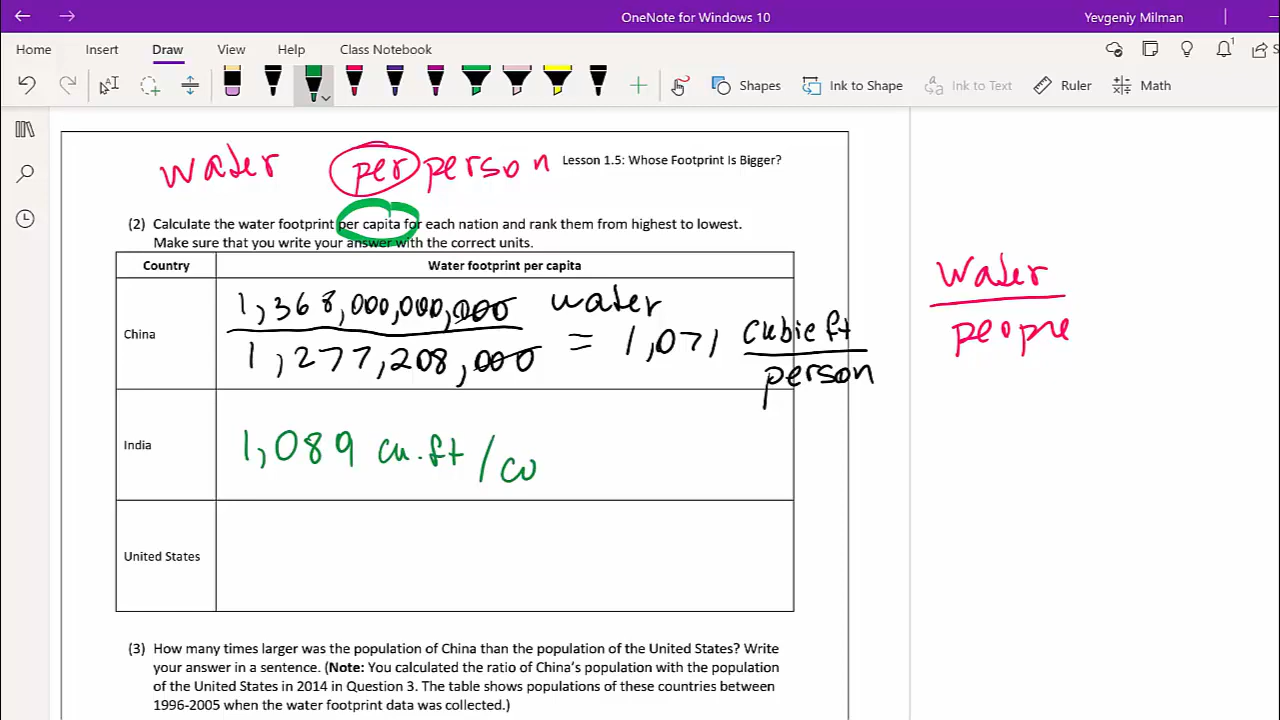 OneNote for Windows 10 Yevgeniy Milman
Home Insert Draw View Help Class Notebook
Shapes Ink to Shape Ink to Text Ruler Math
water per person Lesson 1.5: Whose Footprint Is Bigger?
(2) Calculate the water footprint per capita for each nation and rank them from highest to lowest.
Make sure that you write your answer with the correct units.
Country Water footprint per capita
China
1,368,000,000,000 water
1,277,208,000
= 1,071 cubic ft
person
India 1,089 cu.ft/co
United States
water
people
(3) How many times larger was the population of China than the population of the United States? Write
your answer in a sentence. (Note: You calculated the ratio of China's population with the population
of the United States in 2014 in Question 3. The table shows populations of these countries between
1996-2005 when the water footprint data was collected.)